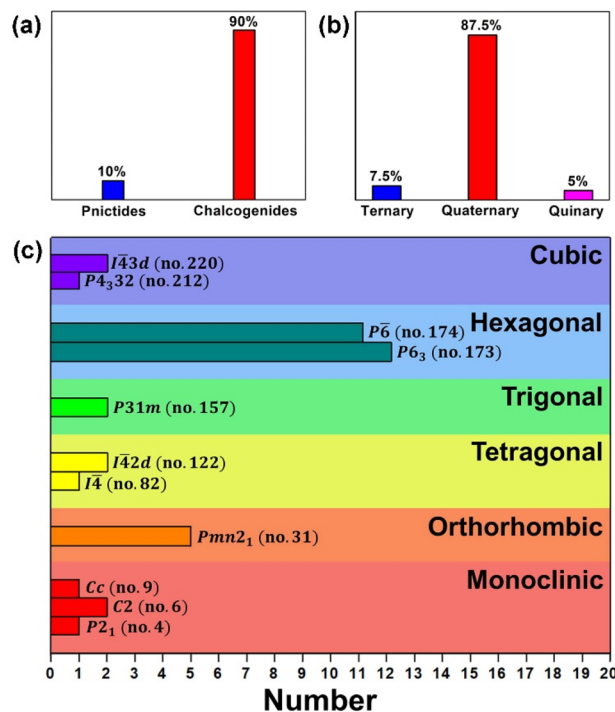 (a)
90%
10%
Pnictides Chalcogenides
(b)
87.5%
7.5%
5%
Ternary Quaternary Quinary
(c)
Cubic
I4̅3d (no. 220)
P4₃32 (no. 212)
Hexagonal
P6̅ (no. 174)
P6₃ (no. 173)
Trigonal
P31m (no. 157)
Tetragonal
I4̅2d (no. 122)
I4̅ (no. 82)
Orthorhombic
Pmn2₁ (no. 31)
Monoclinic
Cc (no. 9)
C2 (no. 6)
P2₁ (no. 4)
0 1 2 3 4 5 6 7 8 9 10 11 12 13 14 15 16 17 18 19 20
Number